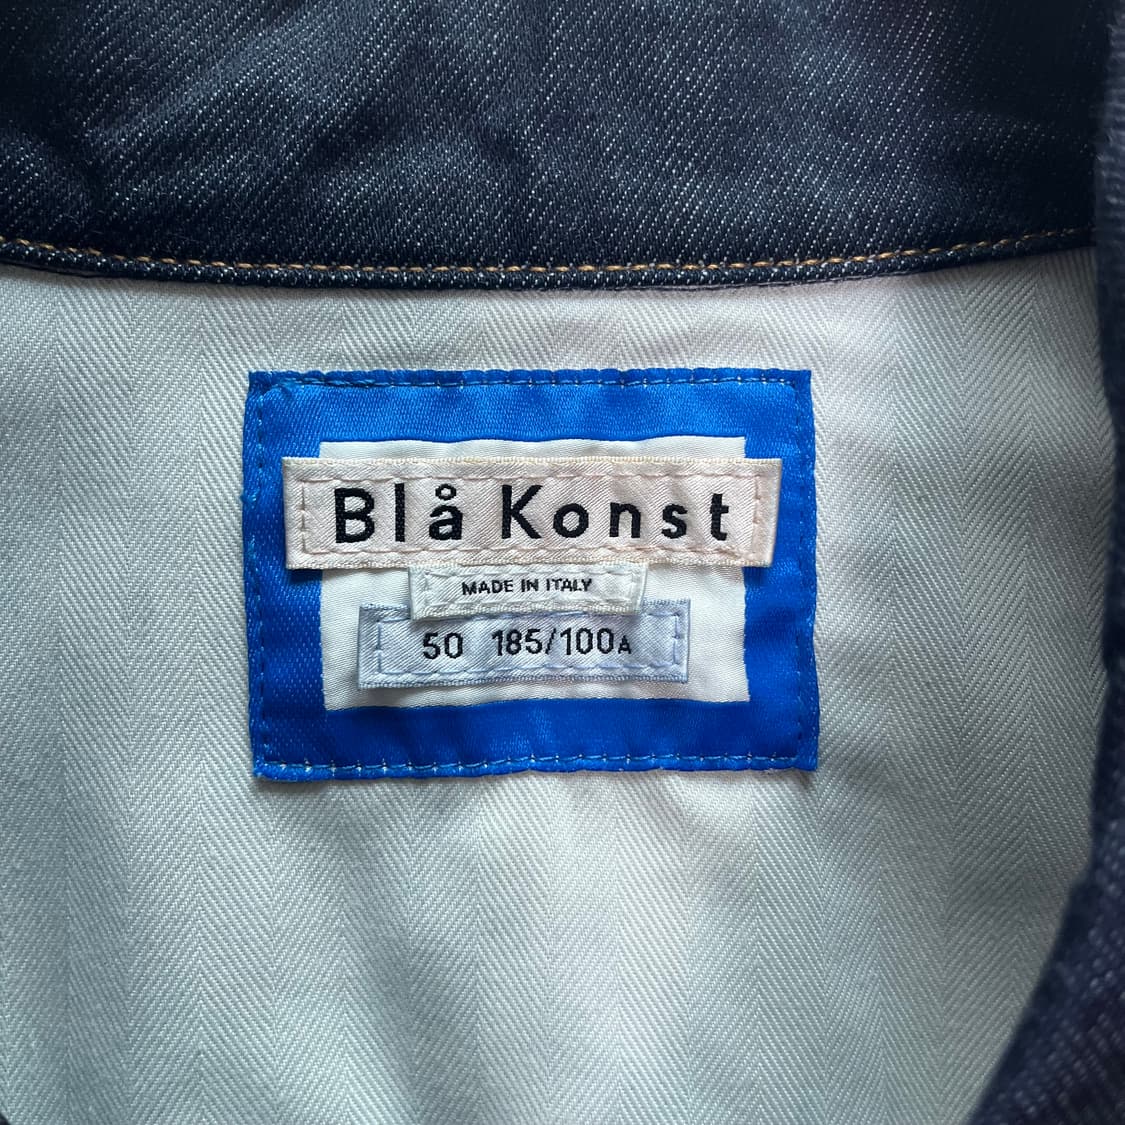 Blå Konst
MADE IN ITALY
50 185/100A